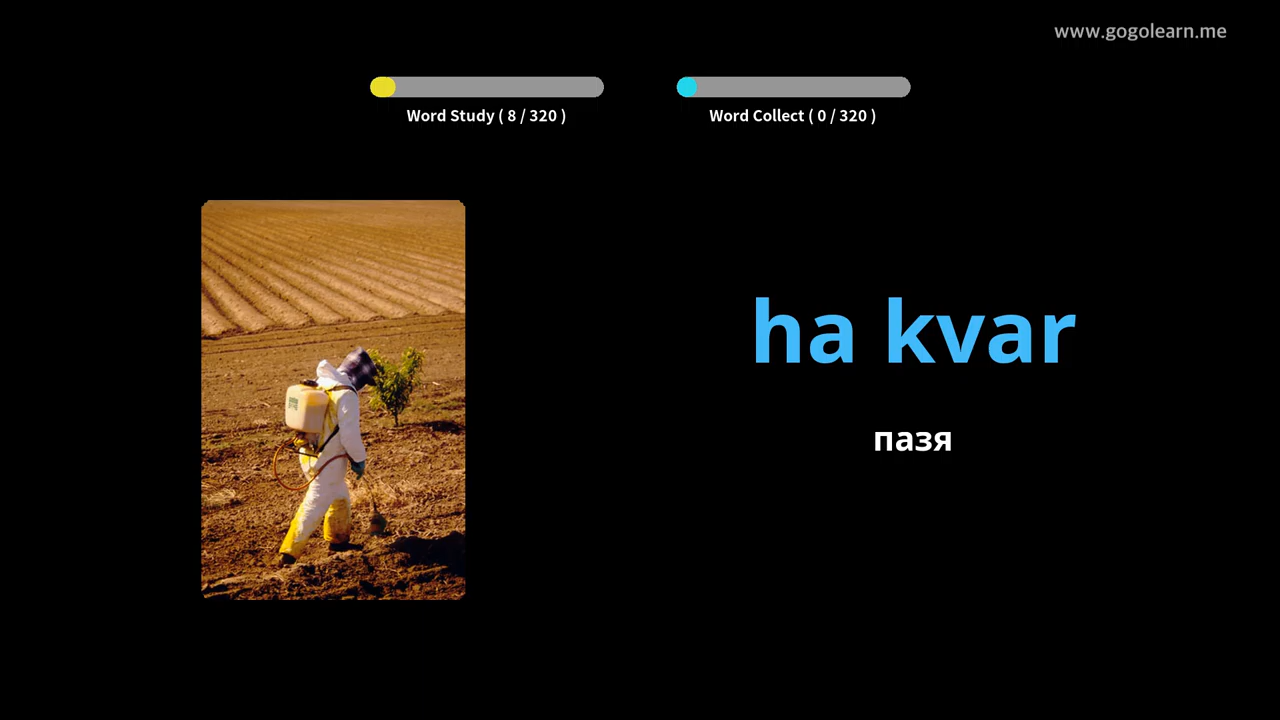 www.gogolearn.me
Word Study ( 8 / 320 )
Word Collect ( 0 / 320 )
ha kvar
пазя